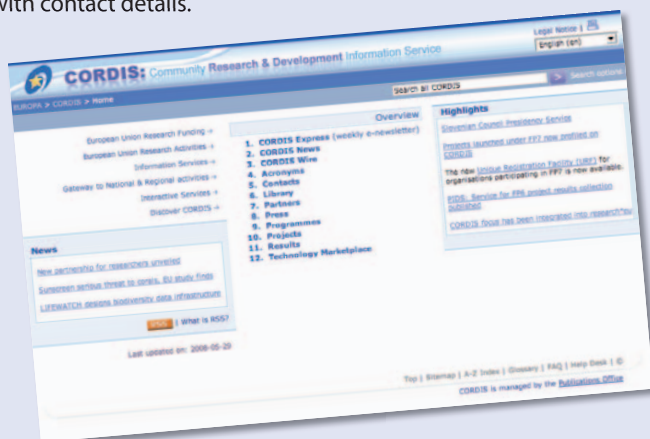 with contact details.
Legal Notice |
English (en)
CORDIS: Community Research & Development Information Service
EUROPA > CORDIS > Home
Search all CORDIS
Search options
European Union Research Funding
European Union Research Activities
Information Services
Gateway to National & Regional activities
Interactive Services
Discover CORDIS
News
New partnership for researchers unveiled
Sunscreen serious threat to corals, EU study finds
LIFEWATCH designs biodiversity data infrastructure
RSS | What is RSS?
Last updated on: 2008-05-29
Overview
1. CORDIS Express (weekly e-newsletter)
2. CORDIS News
3. CORDIS Wire
4. Acronyms
5. Contacts
6. Library
7. Partners
8. Press
9. Programmes
10. Projects
11. Results
12. Technology Marketplace
Highlights
Slovenian Council Presidency Service
Projects launched under FP7 now profiled on
CORDIS
The new Unique Registration Facility (URF) for
organisations participating in FP7 is now available.
Service for FP6 project results collection
published
CORDIS focus has been integrated into research*eu
Top | Sitemap | A-Z Index | Glossary | FAQ | Help Desk | ©
CORDIS is managed by the Publications Office